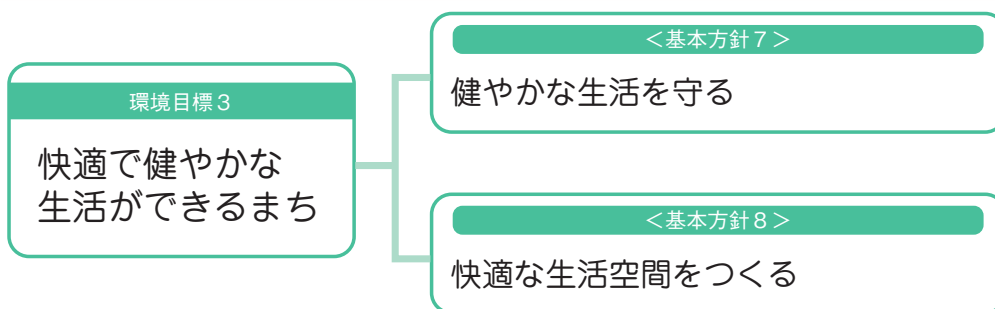 環境目標3
快適で健やかな
生活ができるまち
＜基本方針7＞
健やかな生活を守る
＜基本方針8＞
快適な生活空間をつくる